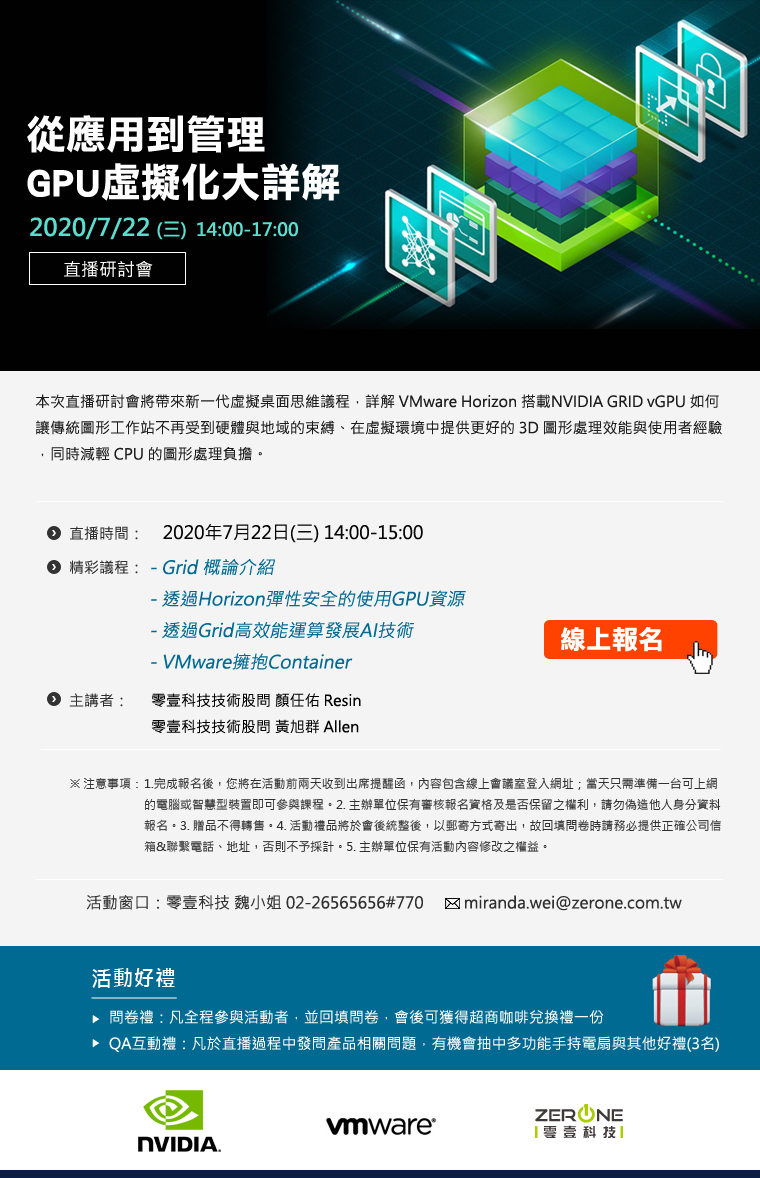 從應用到管理
GPU虛擬化大詳解
2020/7/22 (三) 14:00-17:00
直播研討會
本次直播研討會將帶來新一代虛擬桌面思維議程，詳解 VMware Horizon 搭載NVIDIA GRID vGPU 如何
讓傳統圖形工作站不再受到硬體與地域的束縛、在虛擬環境中提供更好的 3D 圖形處理效能與使用者經驗
，同時減輕 CPU 的圖形處理負擔。
直播時間： 2020年7月22日(三) 14:00-15:00
精彩議程： - Grid 概論介紹
- 透過Horizon彈性安全的使用GPU資源
- 透過Grid高效能運算發展AI技術
- VMware擁抱Container
線上報名
主講者： 零壹科技技術股問 顏任佑 Resin
零壹科技技術股問 黃旭群 Allen
※ 注意事項：1.完成報名後，您將在活動前兩天收到出席提醒函，內容包含線上會議室登入網址；當天只需準備一台可上網
的電腦或智慧型裝置即可參與課程。2. 主辦單位保有審核報名資格及是否保留之權利，請勿偽造他人身分資料
報名。3. 贈品不得轉售。4. 活動禮品將於會後統整後，以郵寄方式寄出，故回填問卷時請務必提供正確公司信
箱&聯繫電話、地址，否則不予採計。5. 主辦單位保有活動內容修改之權益。
活動窗口：零壹科技 魏小姐 02-26565656#770 miranda.wei@zerone.com.tw
活動好禮
問卷禮：凡全程參與活動者，並回填問卷，會後可獲得超商咖啡兌換禮一份
QA互動禮：凡於直播過程中發問產品相關問題，有機會抽中多功能手持電扇與其他好禮(3名)
NVIDIA.
vmware®
ZERONE
零壹科技